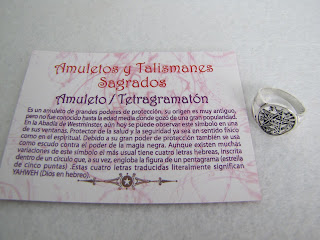 Amuletos y Talismanes
Sagrados
Amuleto / Tetragramatón
Es un amuleto de grandes poderes de protección, su origen es muy antiguo,
pero no fue conocido hasta la edad media donde gozó de una gran popularidad.
En la Abadía de Westminster, aún hoy se puede observar este símbolo en una
de sus ventanas. Protector de la salud y la seguridad ya sea en sentido físico
como en el espiritual. Debido a su gran poder de protección también se usa
como escudo contra el poder de la magia negra. Aunque existen muchas
variaciones de este símbolo el más usual tiene cuatro letras hebreas, inscrita
dentro de un círculo que, a su vez, engloba la figura de un pentagrama (estrella
de cinco puntas) .Estas cuatro letras traducidas literalmente significan
YAHWEH (Dios en hebreo)